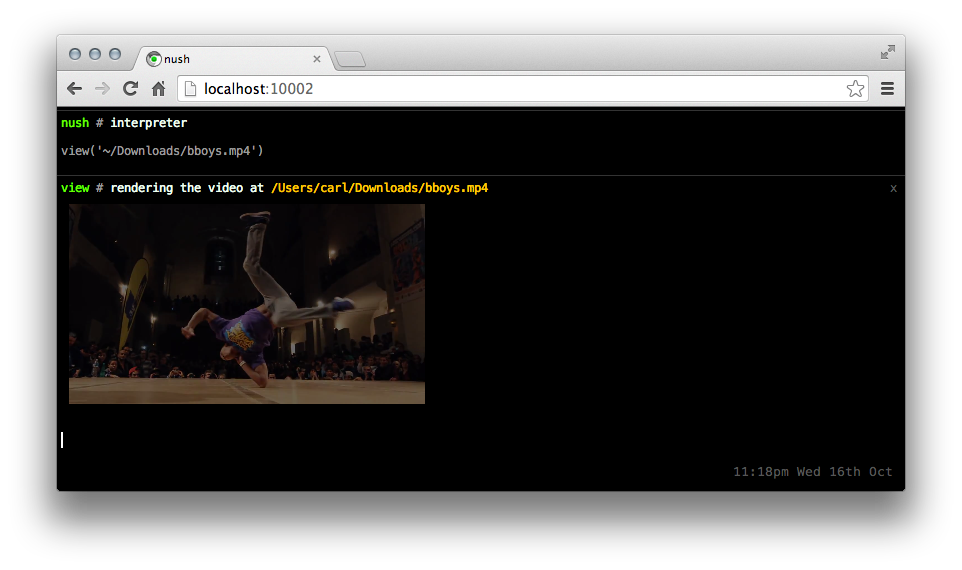 nush
localhost:10002
nush # interpreter
view('~/Downloads/bboys.mp4')
view # rendering the video at /Users/carl/Downloads/bboys.mp4 x
11:18pm Wed 16th Oct